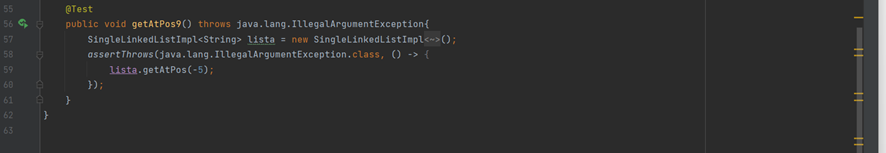 55 @Test
56 public void getAtPos9() throws java.lang.IllegalArgumentException{
57 SingleLinkedListImpl<String> lista = new SingleLinkedListImpl<~>();
58 assertThrows(java.lang.IllegalArgumentException.class, () -> {
59 lista.getAtPos(-5);
60 });
61 }
62 }
63